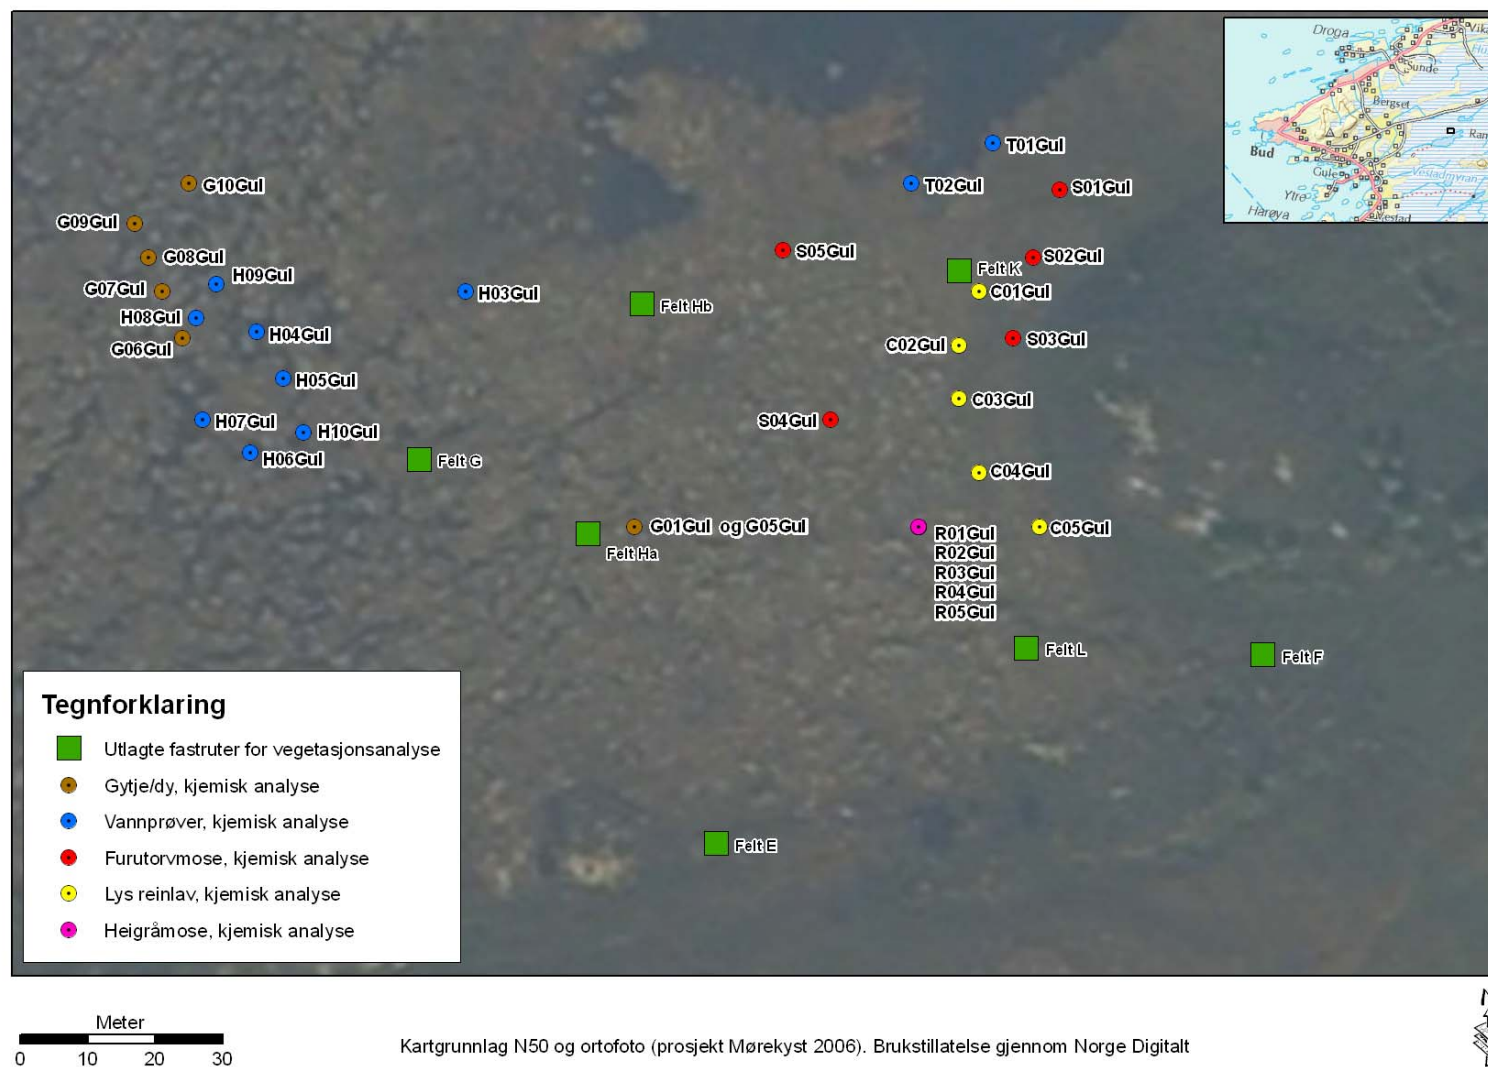 Droga
Vika
Sunde
Bergset
Bud
Gule
Vestadmyran
Ytre
Harøya
Vestad
T01Gul
T02Gul
S01Gul
G10Gul
G09Gul
G08Gul
S05Gul
S02Gul
Felt K
H09Gul
G07Gul
H03Gul
C01Gul
Felt Hb
H08Gul
H04Gul
G06Gul
C02Gul
S03Gul
H05Gul
C03Gul
H07Gul
H10Gul
S04Gul
H06Gul
Felt G
C04Gul
G01Gul og G05Gul
C05Gul
R01Gul
R02Gul
R03Gul
R04Gul
R05Gul
Felt Ha
Felt L
Felt F
Felt E
Tegnforklaring
Utlagte fastruter for vegetasjonsanalyse
Gytje/dy, kjemisk analyse
Vannprøver, kjemisk analyse
Furutorvmose, kjemisk analyse
Lys reinlav, kjemisk analyse
Heigråmose, kjemisk analyse
Meter
0 10 20 30
Kartgrunnlag N50 og ortofoto (prosjekt Mørekyst 2006). Brukstillatelse gjennom Norge Digitalt